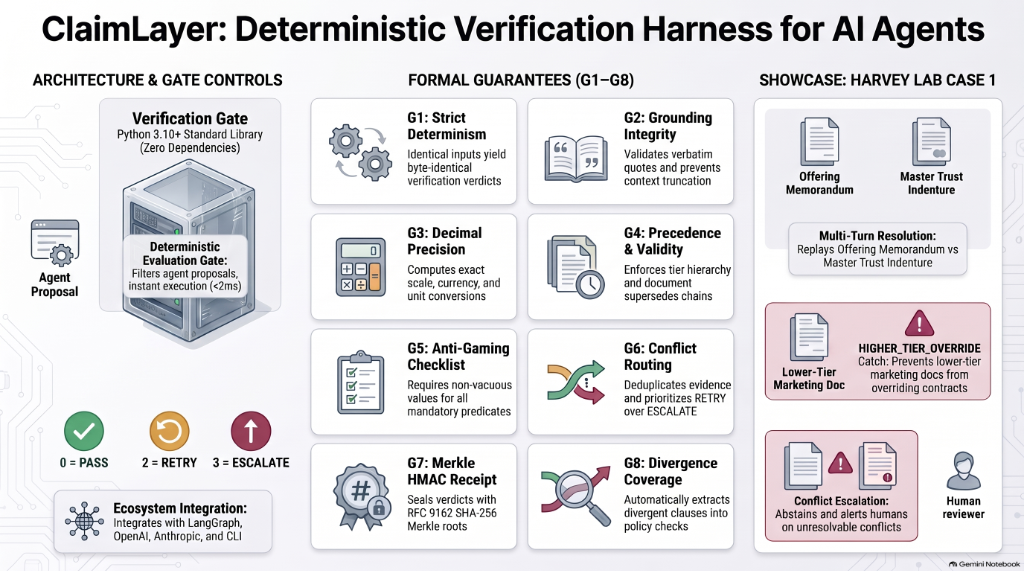 ClaimLayer: Deterministic Verification Harness for AI Agents
ARCHITECTURE & GATE CONTROLS
Verification Gate
Python 3.10+ Standard Library
(Zero Dependencies)
Agent
Proposal
Deterministic
Evaluation Gate:
Filters agent proposals,
instant execution (<2ms)
0 = PASS
2 = RETRY
3 = ESCALATE
Ecosystem Integration:
Integrates with LangGraph,
OpenAI, Anthropic, and CLI
FORMAL GUARANTEES (G1–G8)
G1: Strict
Determinism
Identical inputs yield
byte-identical
verification verdicts
G2: Grounding
Integrity
Validates verbatim
quotes and prevents
context truncation
G3: Decimal
Precision
Computes exact
scale, currency, and
unit conversions
G4: Precedence
& Validity
Enforces tier hierarchy
and document
supersedes chains
G5: Anti-Gaming
Checklist
Requires non-vacuous
values for all
mandatory predicates
G6: Conflict
Routing
Deduplicates evidence
and prioritizes RETRY
over ESCALATE
#
G7: Merkle
HMAC Receipt
Seals verdicts with
RFC 9162 SHA-256
Merkle roots
G8: Divergence
Coverage
Automatically extracts
divergent clauses into
policy checks
SHOWCASE: HARVEY LAB CASE 1
Offering
Memorandum
Master Trust
Indenture
Multi-Turn Resolution:
Replays Offering Memorandum vs
Master Trust Indenture
Lower-Tier
Marketing Doc
HIGHER_TIER_OVERRIDE
Catch: Prevents lower-tier
marketing docs from
overriding contracts
Conflict Escalation:
Abstains and alerts humans
on unresolvable conflicts
Human
reviewer
Gemini Notebook